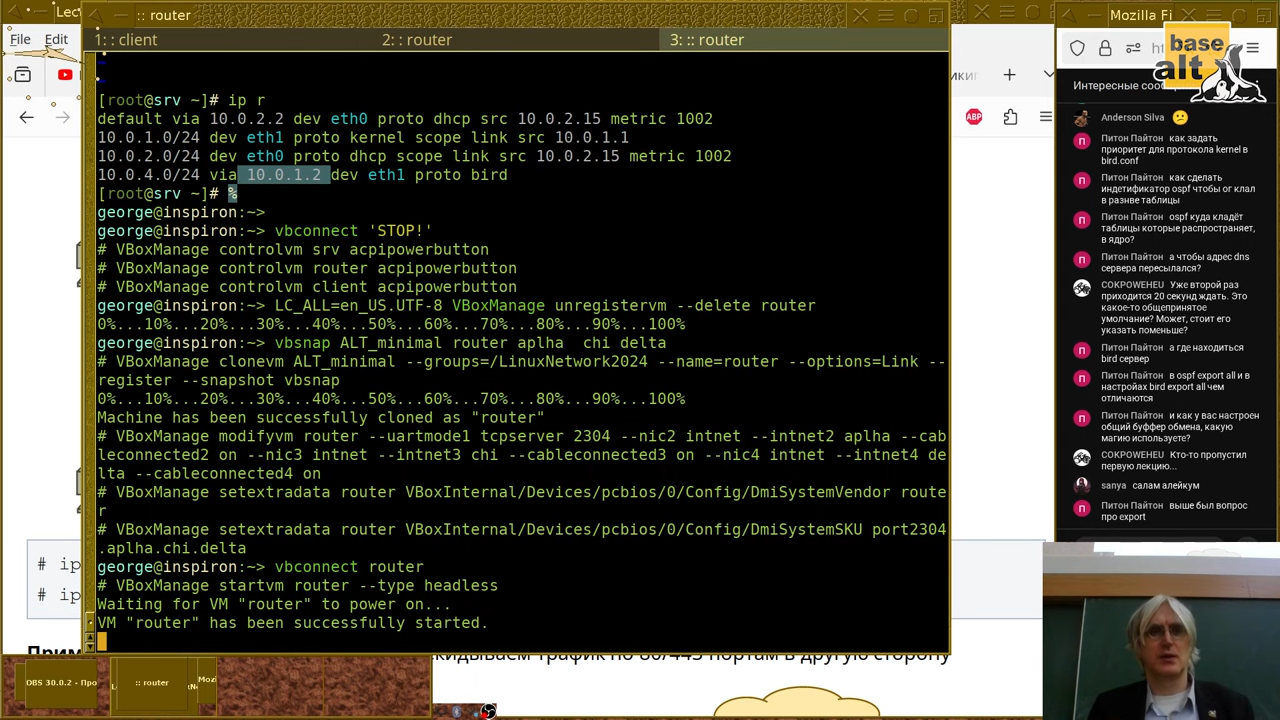 :: router
Mozilla Fi
1: : client
2: : router
3: :: router
File Edit
base
alt
[root@srv ~]# ip r
default via 10.0.2.2 dev eth0 proto dhcp src 10.0.2.15 metric 1002
10.0.1.0/24 dev eth1 proto kernel scope link src 10.0.1.1
10.0.2.0/24 dev eth0 proto dhcp scope link src 10.0.2.15 metric 1002
10.0.4.0/24 via 10.0.1.2 dev eth1 proto bird
[root@srv ~]# %
george@inspiron:~>
george@inspiron:~> vbconnect 'STOP!'
# VBoxManage controlvm srv acpipowerbutton
# VBoxManage controlvm router acpipowerbutton
# VBoxManage controlvm client acpipowerbutton
george@inspiron:~> LC_ALL=en_US.UTF-8 VBoxManage unregistervm --delete router
0%...10%...20%...30%...40%...50%...60%...70%...80%...90%...100%
george@inspiron:~> vbsnap ALT_minimal router aplha  chi delta
# VBoxManage clonevm ALT_minimal --groups=/LinuxNetwork2024 --name=router --options=Link --
register --snapshot vbsnap
0%...10%...20%...30%...40%...50%...60%...70%...80%...90%...100%
Machine has been successfully cloned as "router"
# VBoxManage modifyvm router --uartmode1 tcpserver 2304 --nic2 intnet --intnet2 aplha --cab
leconnected2 on --nic3 intnet --intnet3 chi --cableconnected3 on --nic4 intnet --intnet4 de
lta --cableconnected4 on
# VBoxManage setextradata router VBoxInternal/Devices/pcbios/0/Config/DmiSystemVendor route
r
# VBoxManage setextradata router VBoxInternal/Devices/pcbios/0/Config/DmiSystemSKU port2304
.aplha.chi.delta
george@inspiron:~> vbconnect router
# VBoxManage startvm router --type headless
Waiting for VM "router" to power on...
VM "router" has been successfully started.
Интересные сооб
Anderson Silva
Питон Пайтон как задать
приоритет для протокола kernel в
bird.conf
Питон Пайтон как сделать
индетификатор ospf чтобы ог клал
в разнве таблицы
Питон Пайтон ospf куда кладёт
таблицы которые распространяет,
в ядро?
Питон Пайтон а чтобы адрес dns
сервера пересылался?
COKPOWEHEU Уже второй раз
приходится 20 секунд ждать. Это
какое-то общепринятое
умолчание? Может, стоит его
указать поменьше?
Питон Пайтон а где находиться
bird сервер
Питон Пайтон в ospf export all и в
настройках bird export all чем
отличаются
Питон Пайтон и как у вас настроен
общий буффер обмена, какую
магию используете?
COKPOWEHEU Кто-то пропустил
первую лекцию...
sanya салам алейкум
Питон Пайтон выше был вопрос
про export
# ip
# ip
OBS 30.0.2 - Про
:: router
Mozi
кидываем трафик по 80/443 портам в другую сторону